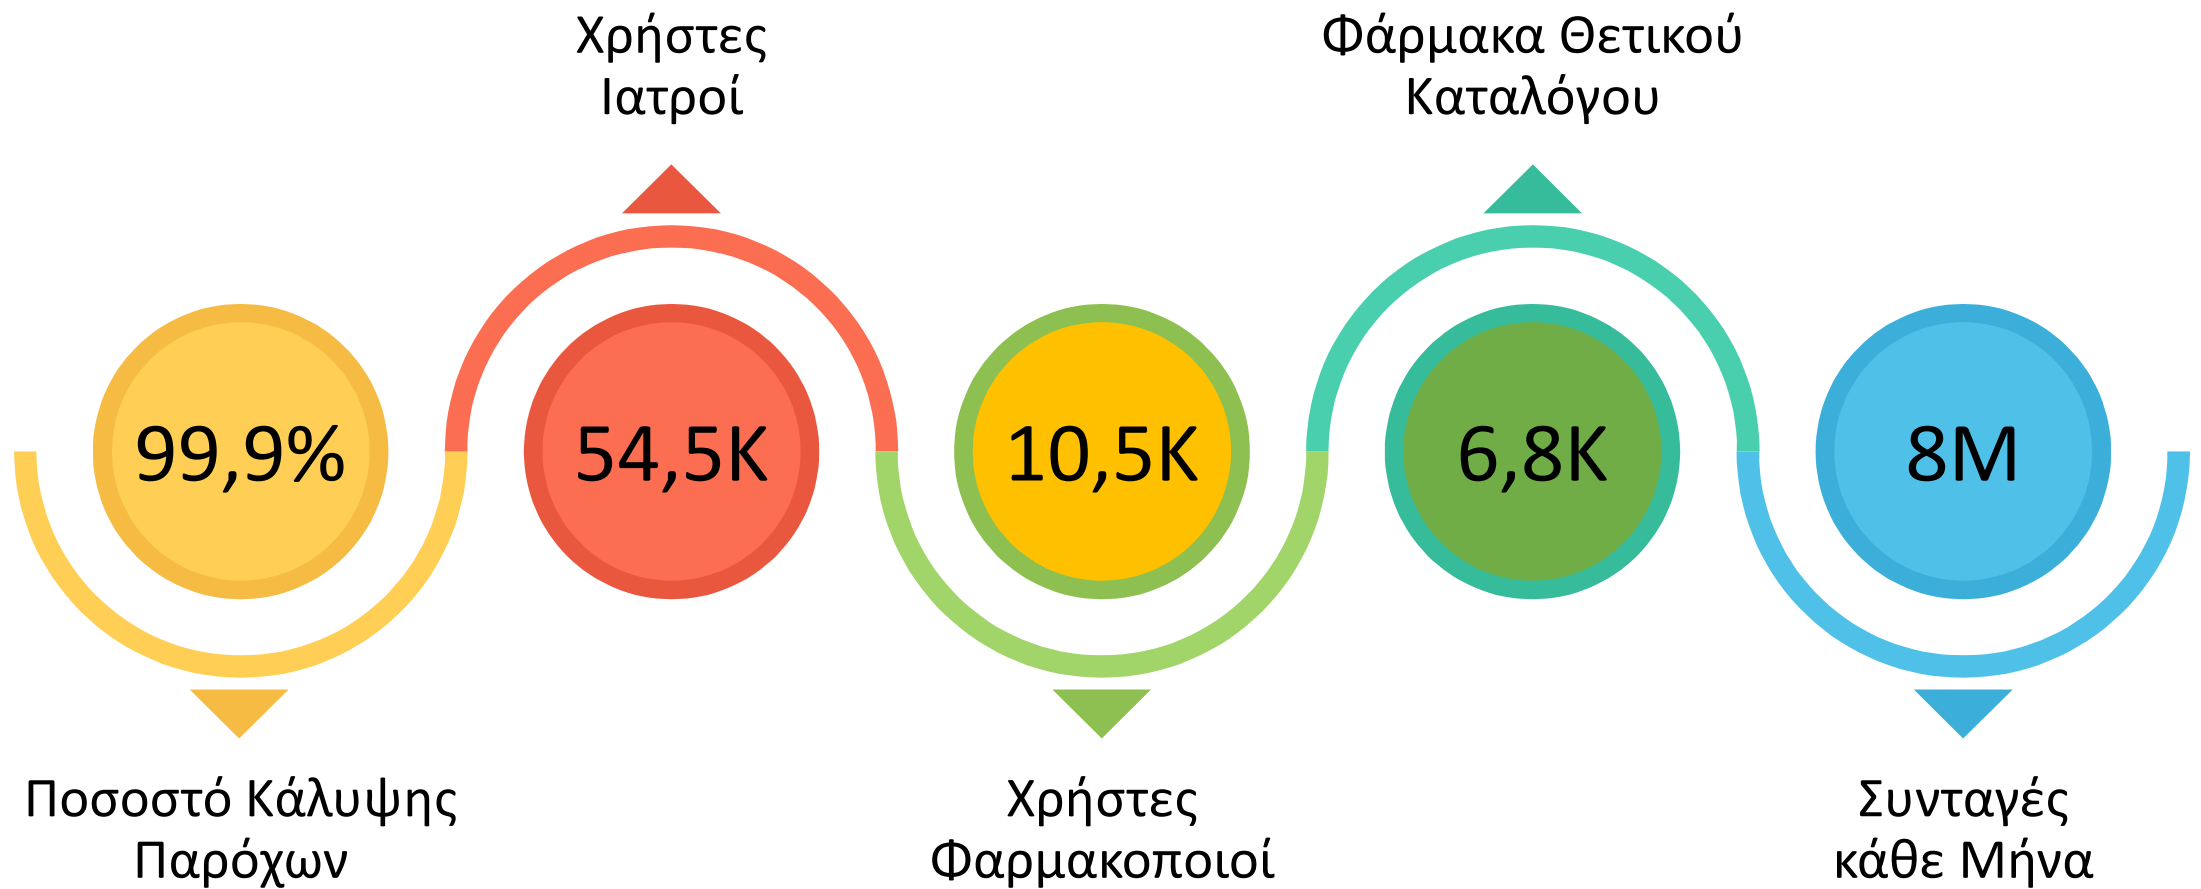 Χρήστες
Ιατροί
Φάρμακα Θετικού
Καταλόγου
99,9%
54,5K
10,5K
6,8K
8M
Ποσοστό Κάλυψης
Παρόχων
Χρήστες
Φαρμακοποιοί
Συνταγές
κάθε Μήνα